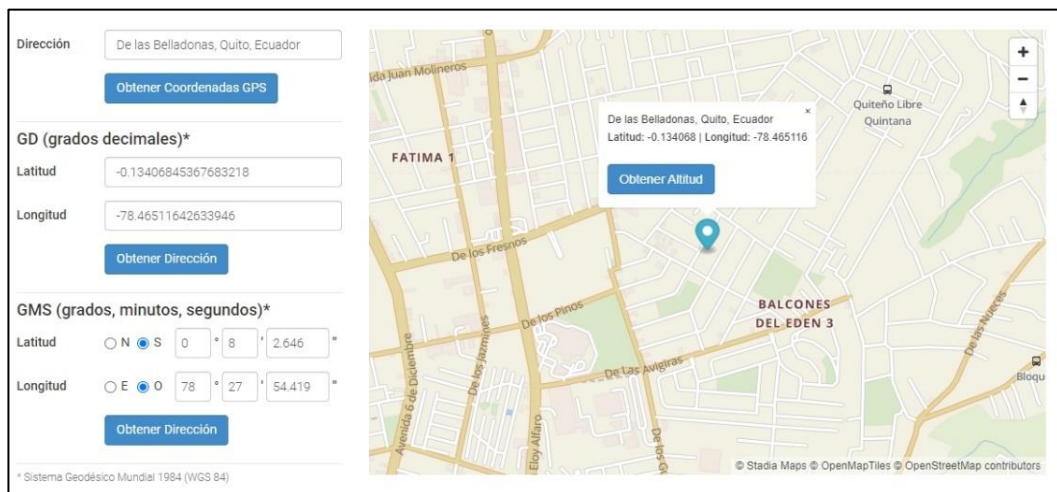 Dirección
De las Belladonas, Quito, Ecuador
Obtener Coordenadas GPS
GD (grados decimales)*
Latitud
-0.13406845367683218
Longitud
-78.46511642633946
Obtener Dirección
GMS (grados, minutos, segundos)*
Latitud N S 0 ° 8 ' 2.646 "
Longitud E O 78 ° 27 ' 54.419 "
Obtener Dirección
* Sistema Geodésico Mundial 1984 (WGS 84)
ida Juan Molineros
FATIMA 1
De las Belladonas, Quito, Ecuador ×
Latitud: -0.134068 | Longitud: -78.465116
Obtener Altitud
+
−
Quiteño Libre
Quintana
De los Fresnos
De los Pinos
BALCONES
DEL EDEN 3
De las Nueces
De los Jazmines
Avenida 6 de Diciembre
De Las Avigiras
Eloy Alfaro
De los G
Bloqu
© Stadia Maps © OpenMapTiles © OpenStreetMap contributors